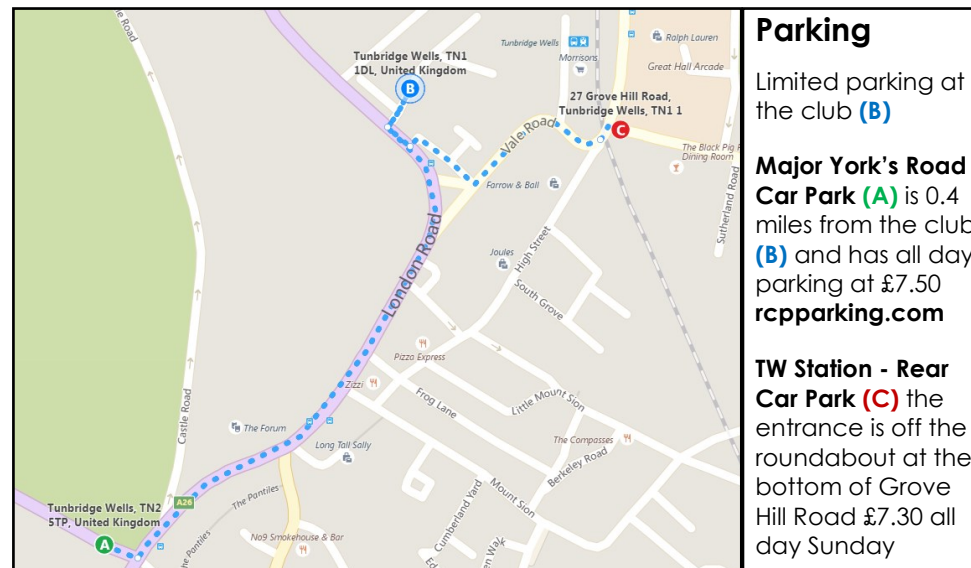 e Road
Tunbridge Wells, TN1
1DL, United Kingdom
B
Tunbridge Wells
Morrisons
Ralph Lauren
Great Hall Arcade
27 Grove Hill Road,
Tunbridge Wells, TN1 1
C
Vale Road
The Black Pig
Dining Room
Farrow & Ball
Sutherland Road
London Road
High Street
Joules
South Grove
Pizza Express
Zizzi
Frog Lane
Little Mount Sion
Castle Road
The Forum
Long Tall Sally
The Compasses
Berkeley Road
A26
The Pantiles
Mount Sion
Cumberland Yard
Tunbridge Wells, TN2
5TP, United Kingdom
A
No9 Smokehouse & Bar
The Pantiles
Parking
Limited parking at
the club (B)
Major York's Road
Car Park (A) is 0.4
miles from the club
(B) and has all day
parking at £7.50
rcpparking.com
TW Station - Rear
Car Park (C) the
entrance is off the
roundabout at the
bottom of Grove
Hill Road £7.30 all
day Sunday